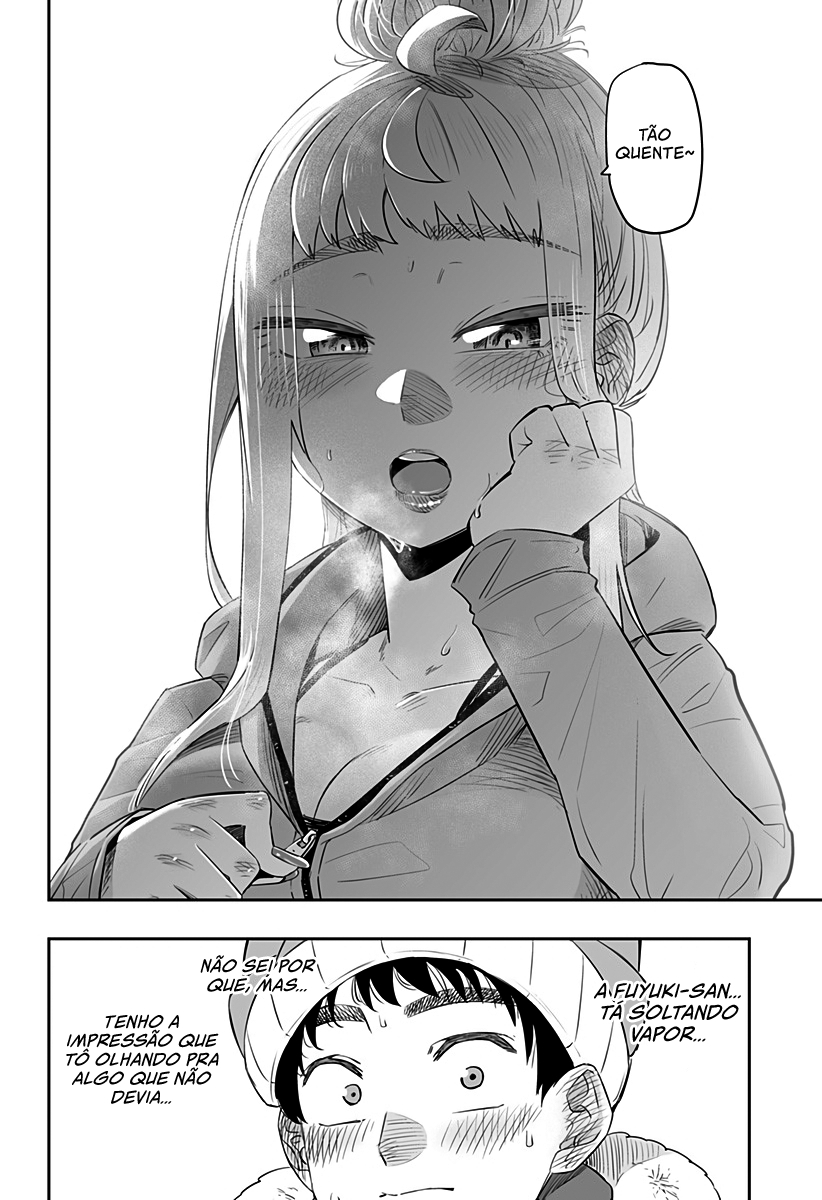 TÃO
QUENTE~
A FUYUKI-SAN...
TÁ SOLTANDO
VAPOR...
NÃO SEI POR
QUE, MAS...
TENHO A
IMPRESSÃO QUE
TÔ OLHANDO PRA
ALGO QUE NÃO
DEVIA...